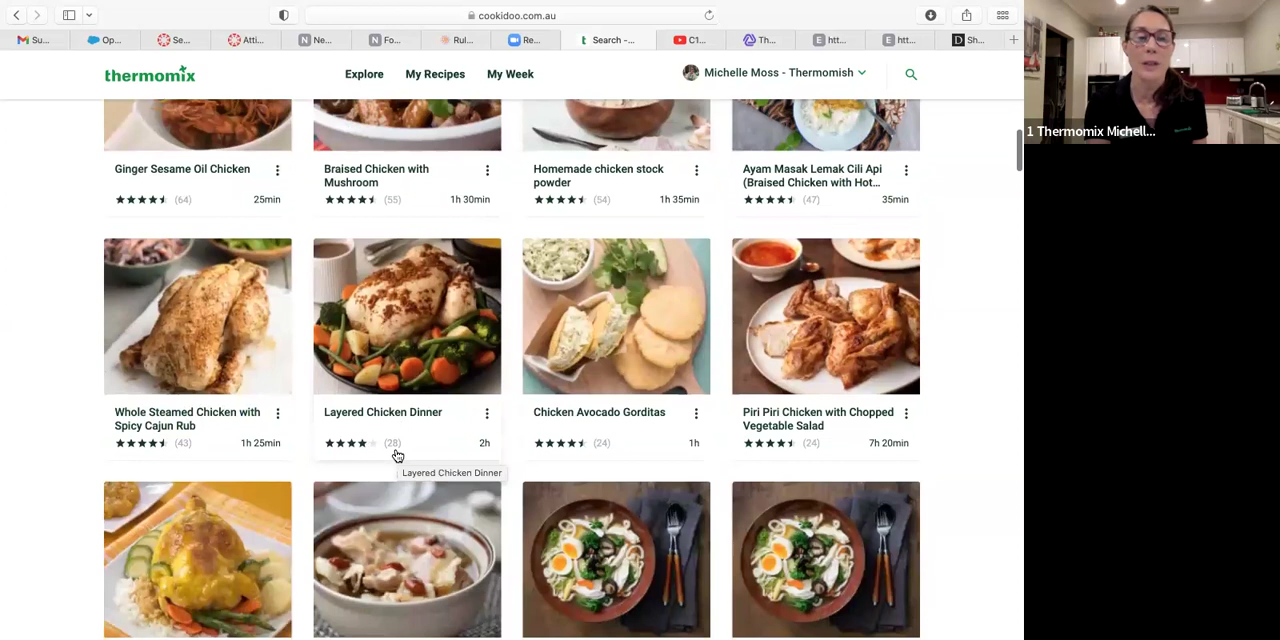 cookidoo.com.au
Su...
Op...
Se...
Atti...
Ne...
Fo...
Rul...
Re...
Search -...
C1...
Th...
htt...
htt...
Sh...
thermomix
Explore
My Recipes
My Week
Michelle Moss - Thermomish
1 Thermomix Michell...
Ginger Sesame Oil Chicken
(64)
25min
Braised Chicken with
Mushroom
(55)
1h 30min
Homemade chicken stock
powder
(54)
1h 35min
Ayam Masak Lemak Cili Api
(Braised Chicken with Hot...
(47)
35min
Whole Steamed Chicken with
Spicy Cajun Rub
(43)
1h 25min
Layered Chicken Dinner
(28)
2h
Layered Chicken Dinner
Chicken Avocado Gorditas
(24)
1h
Piri Piri Chicken with Chopped
Vegetable Salad
(24)
7h 20min